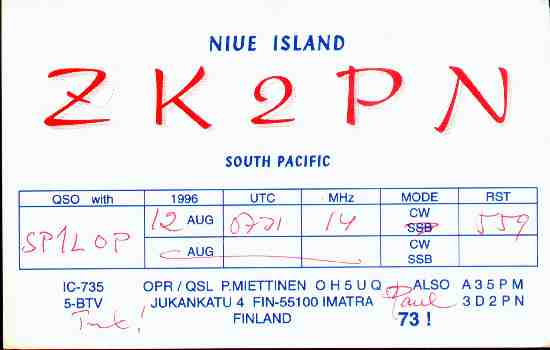 NIUE ISLAND
ZK2PN
SOUTH PACIFIC
QSO with 1996 UTC MHz MODE RST
SP1LOP 12 AUG 0721 14 CW SSB 559
AUG CW SSB
IC-735 OPR / QSL P.MIETTINEN OH5UQ ALSO A35PM
5-BTV JUKANKATU 4 FIN-55100 IMATRA Paul 3D2PN
FINLAND 73 !